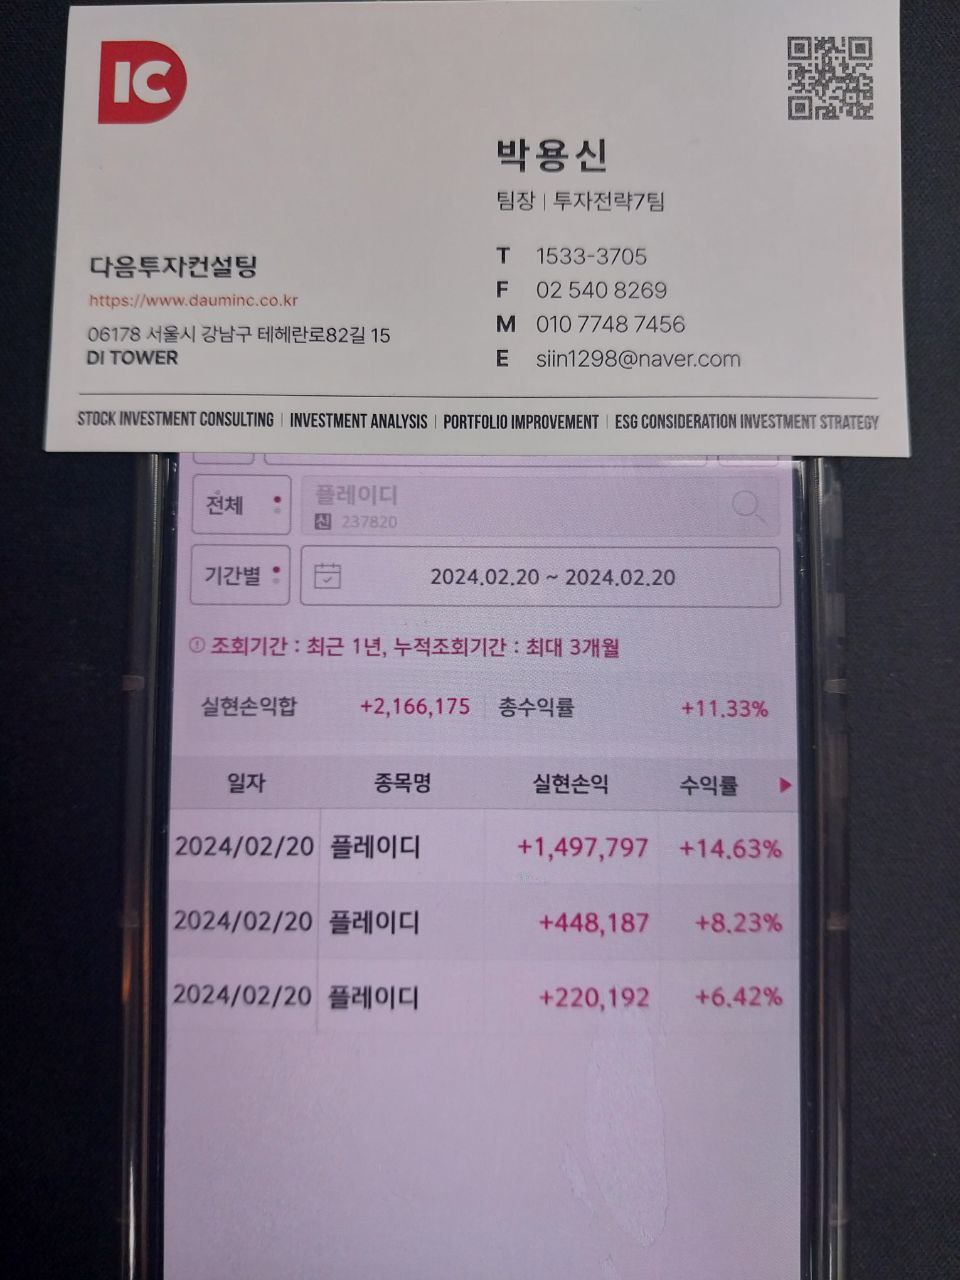 IC
박용신
팀장 | 투자전략7팀
다음투자컨설팅
https://www.dauminc.co.kr
06178 서울시 강남구 테헤란로82길 15
DI TOWER
T 1533-3705
F 02 540 8269
M 010 7748 7456
E siin1298@naver.com
STOCK INVESTMENT CONSULTING | INVESTMENT ANALYSIS | PORTFOLIO IMPROVEMENT | ESG CONSIDERATION INVESTMENT STRATEGY
전체 플레이디
신 237820
기간별 2024.02.20 ~ 2024.02.20
조회기간 : 최근 1년, 누적조회기간 : 최대 3개월
실현손익합 +2,166,175 총수익률 +11.33%
일자 종목명 실현손익 수익률
2024/02/20 플레이디 +1,497,797 +14.63%
2024/02/20 플레이디 +448,187 +8.23%
2024/02/20 플레이디 +220,192 +6.42%